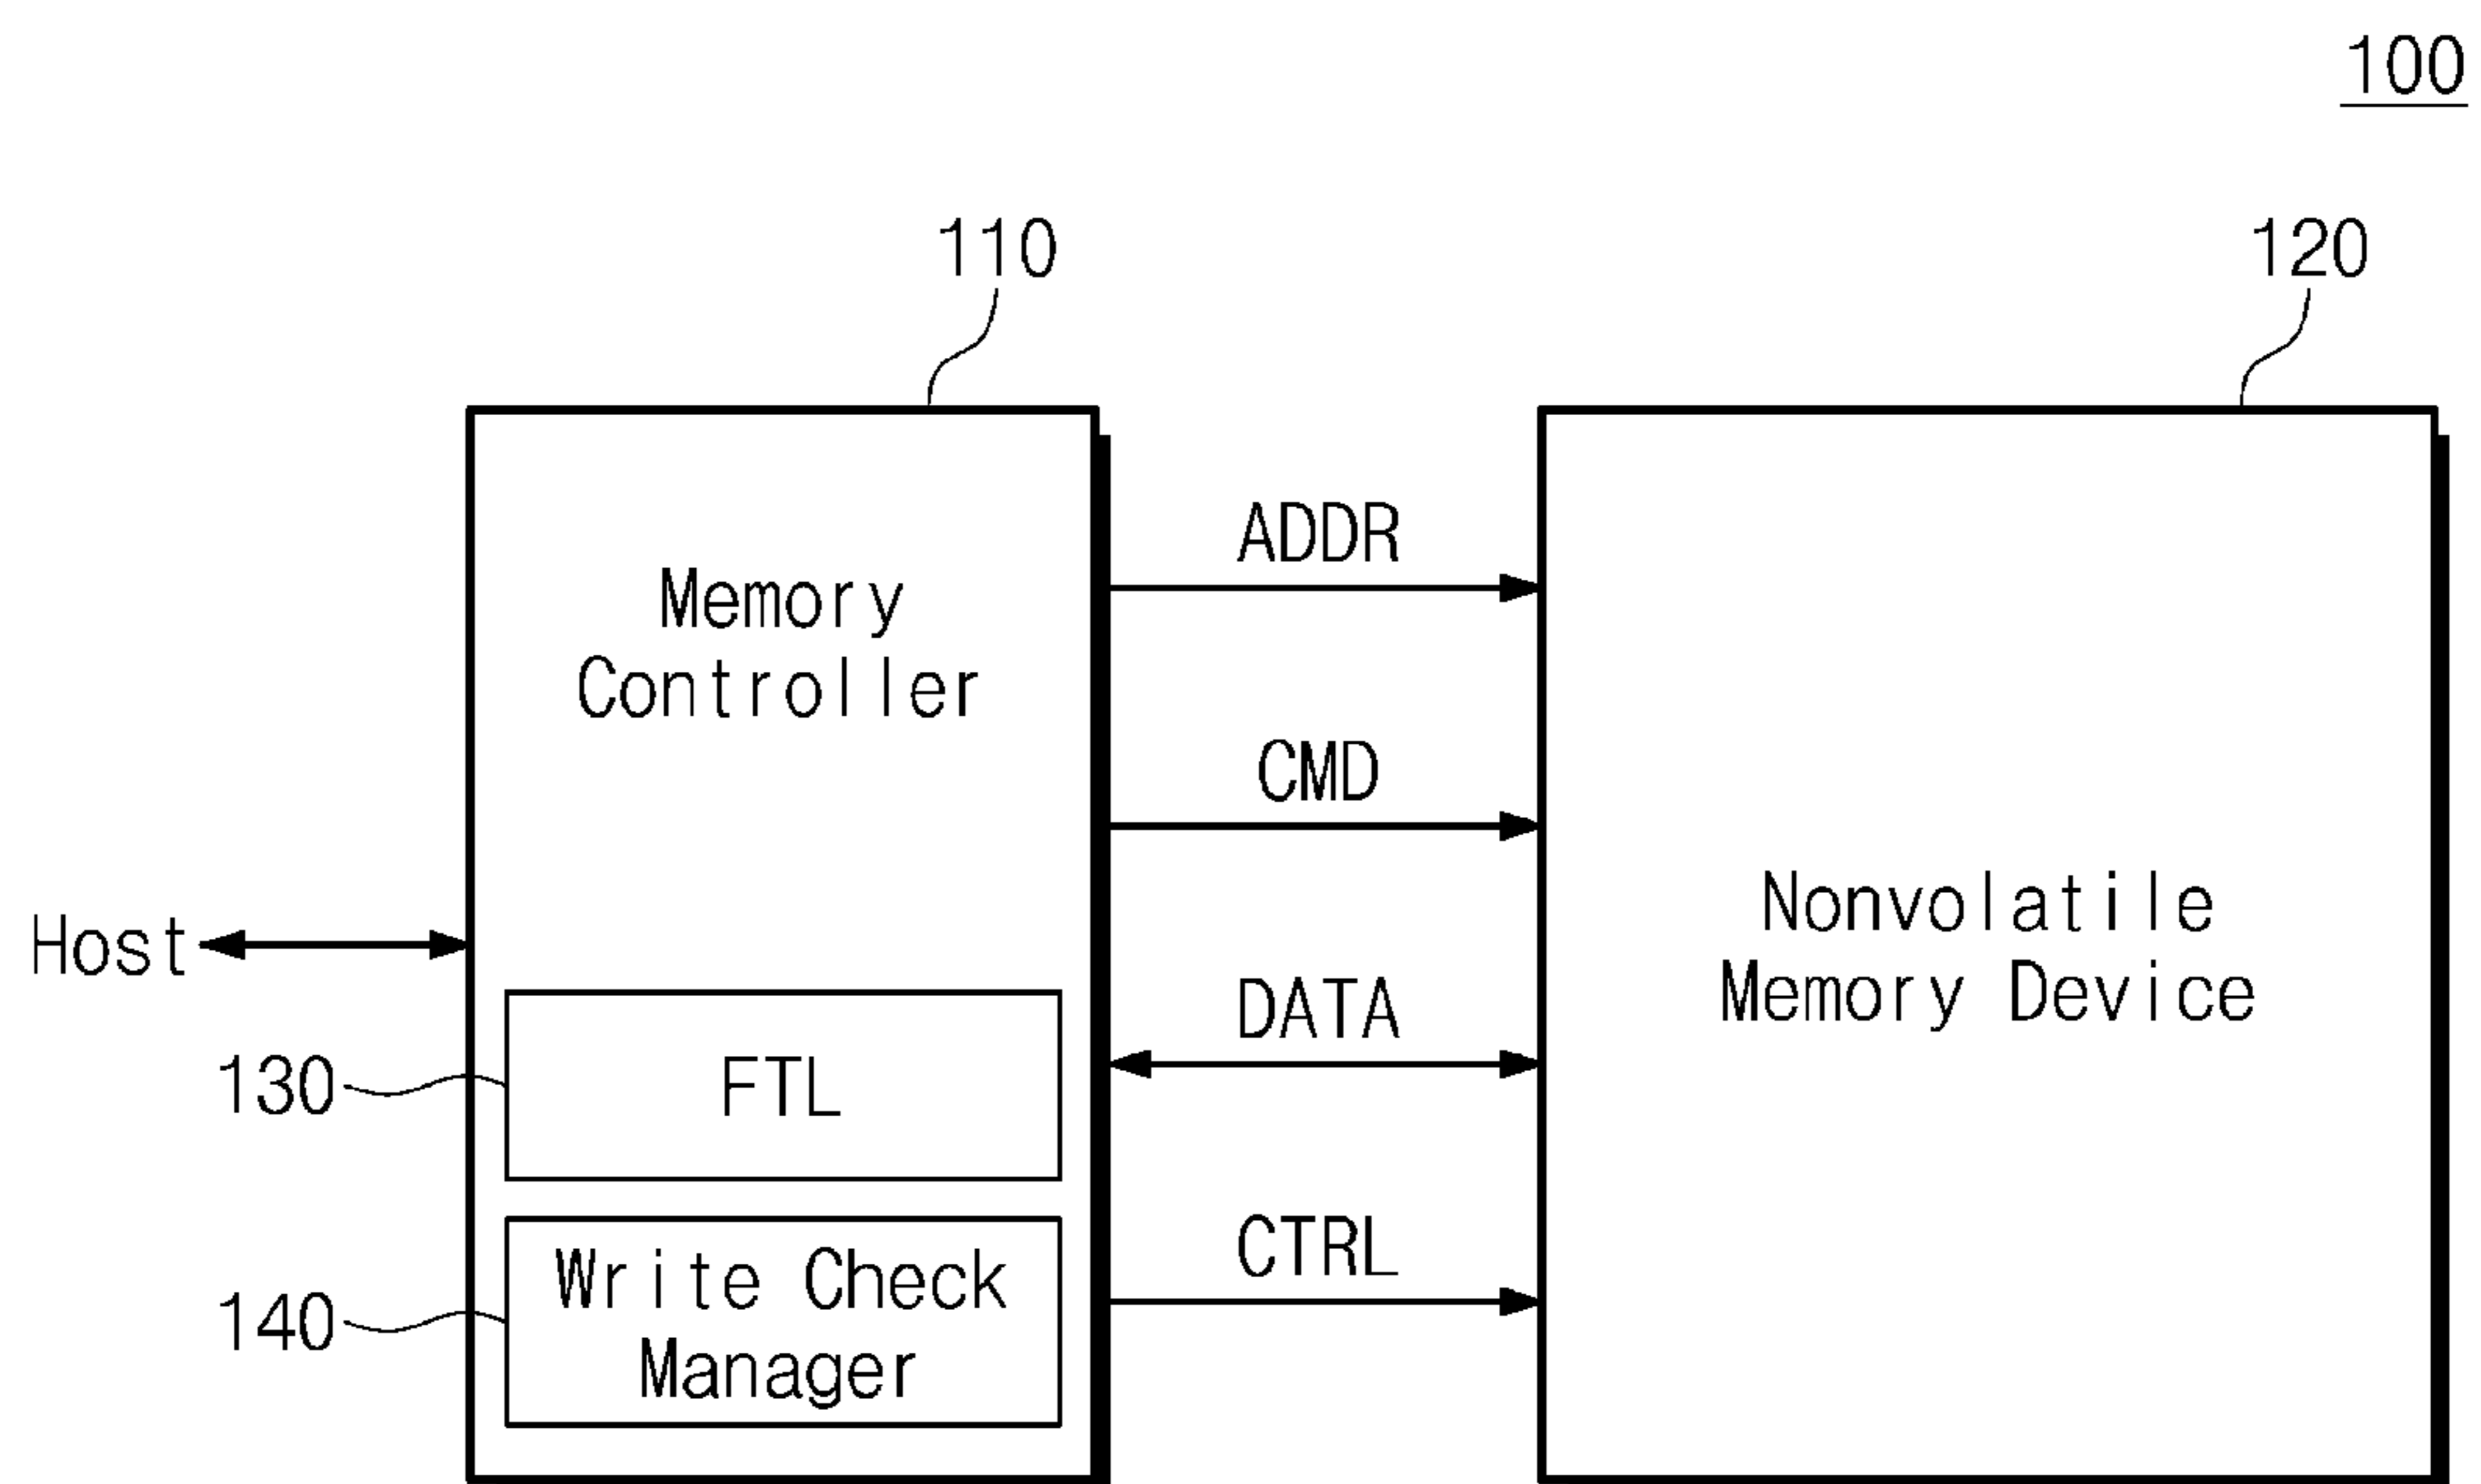 100
110
120
ADDR
Memory
Controller
CMD
Nonvolatile
Memory Device
Host
DATA
130
FTL
CTRL
140
Write Check
Manager